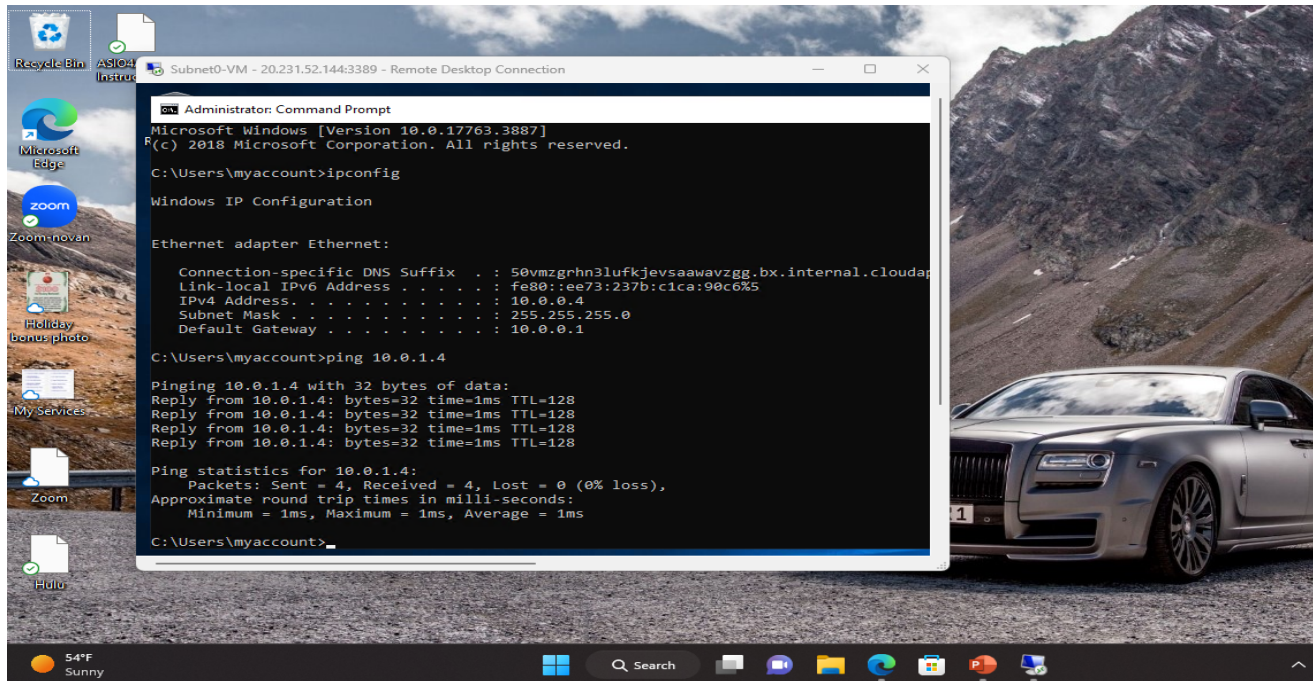 Recycle Bin
ASIO4
Instruc
Microsoft
Edge
zoom
Zoom-novan
Holiday
bonus photo
My Services
Zoom
Hulu
Subnet0-VM - 20.231.52.144:3389 - Remote Desktop Connection
Administrator: Command Prompt
Microsoft Windows [Version 10.0.17763.3887]
(c) 2018 Microsoft Corporation. All rights reserved.
C:\Users\myaccount>ipconfig
Windows IP Configuration
Ethernet adapter Ethernet:
Connection-specific DNS Suffix . : 50vmzgrhn3lufkjevsaawavzgg.bx.internal.cloudap
Link-local IPv6 Address . . . . . : fe80::ee73:237b:c1ca:90c6%5
IPv4 Address. . . . . . . . . . . : 10.0.0.4
Subnet Mask . . . . . . . . . . . : 255.255.255.0
Default Gateway . . . . . . . . . : 10.0.0.1
C:\Users\myaccount>ping 10.0.1.4
Pinging 10.0.1.4 with 32 bytes of data:
Reply from 10.0.1.4: bytes=32 time=1ms TTL=128
Reply from 10.0.1.4: bytes=32 time=1ms TTL=128
Reply from 10.0.1.4: bytes=32 time=1ms TTL=128
Reply from 10.0.1.4: bytes=32 time=1ms TTL=128
Ping statistics for 10.0.1.4:
Packets: Sent = 4, Received = 4, Lost = 0 (0% loss),
Approximate round trip times in milli-seconds:
Minimum = 1ms, Maximum = 1ms, Average = 1ms
C:\Users\myaccount>
54°F
Sunny
Search